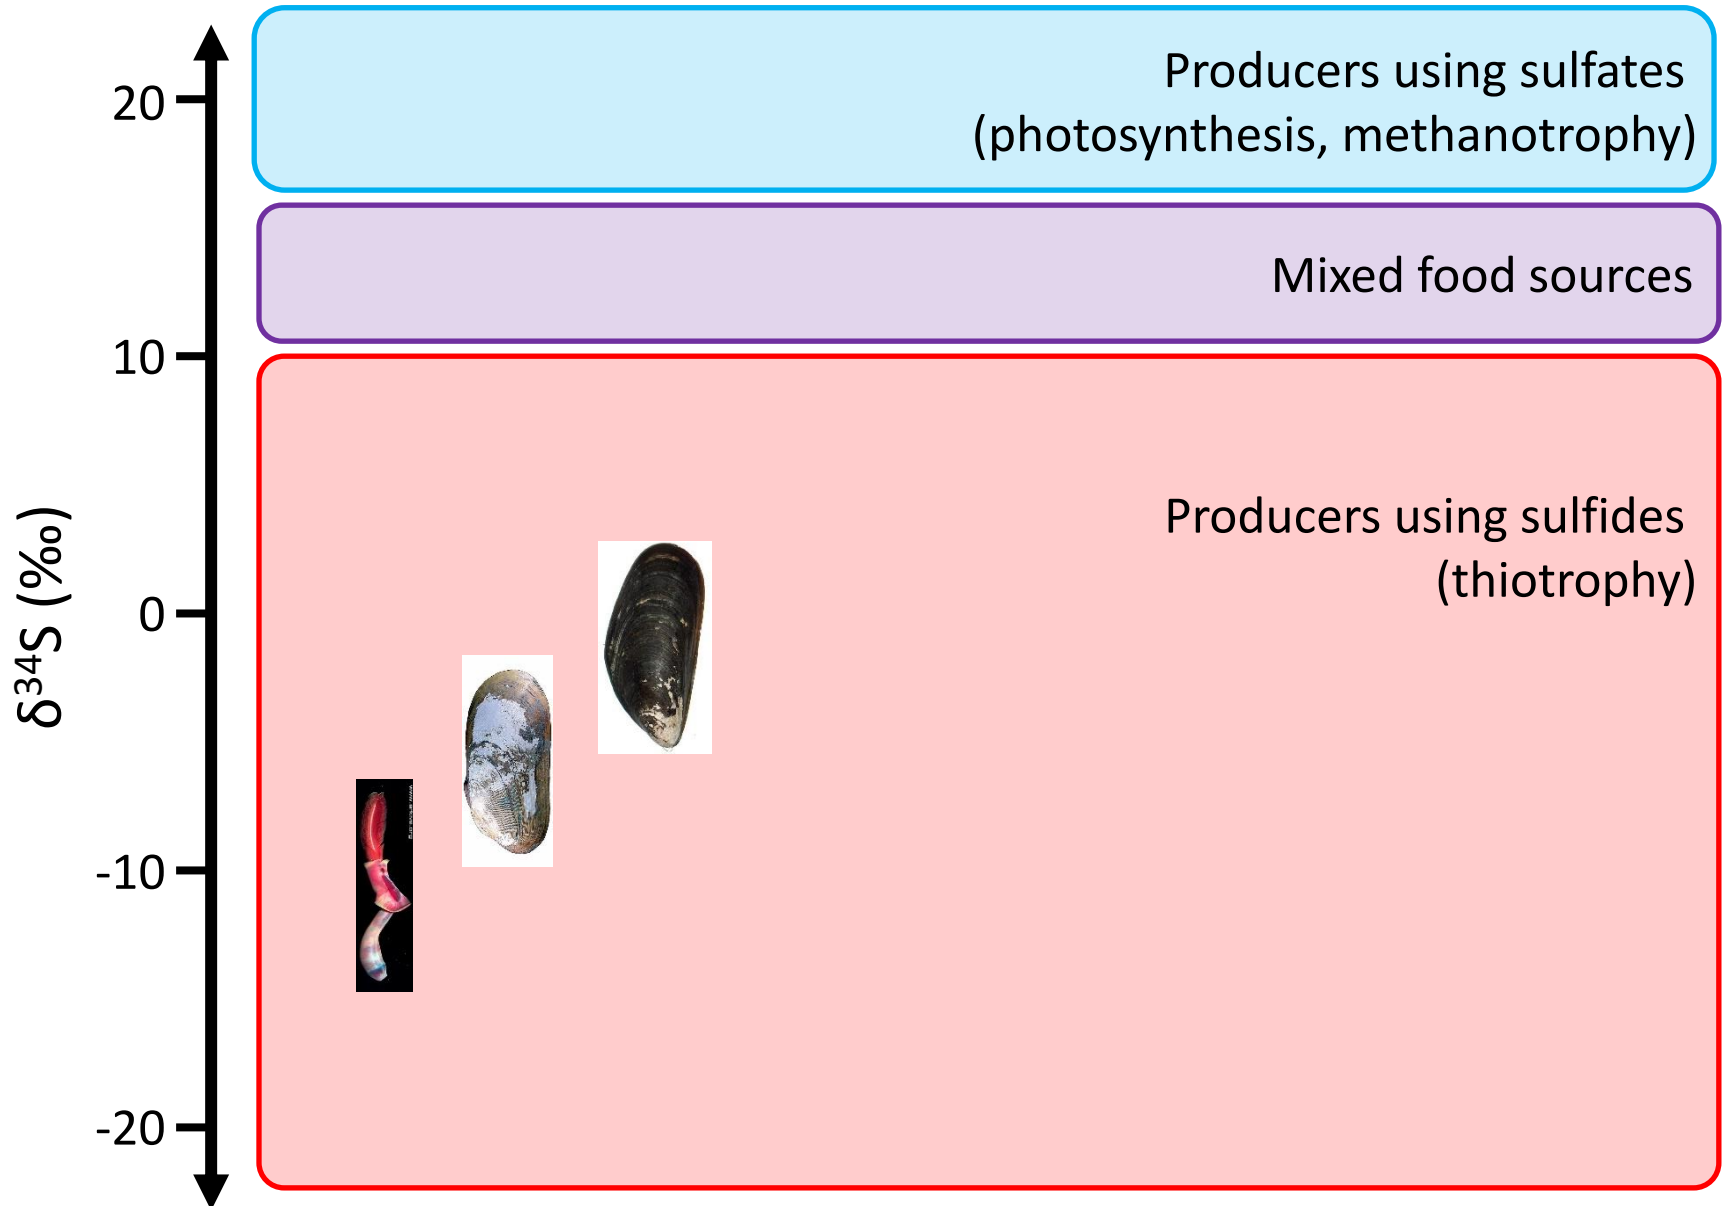 Producers using sulfates
(photosynthesis, methanotrophy)
Mixed food sources
Producers using sulfides
(thiotrophy)
20
10
0
-10
-20
δ³⁴S (‰)